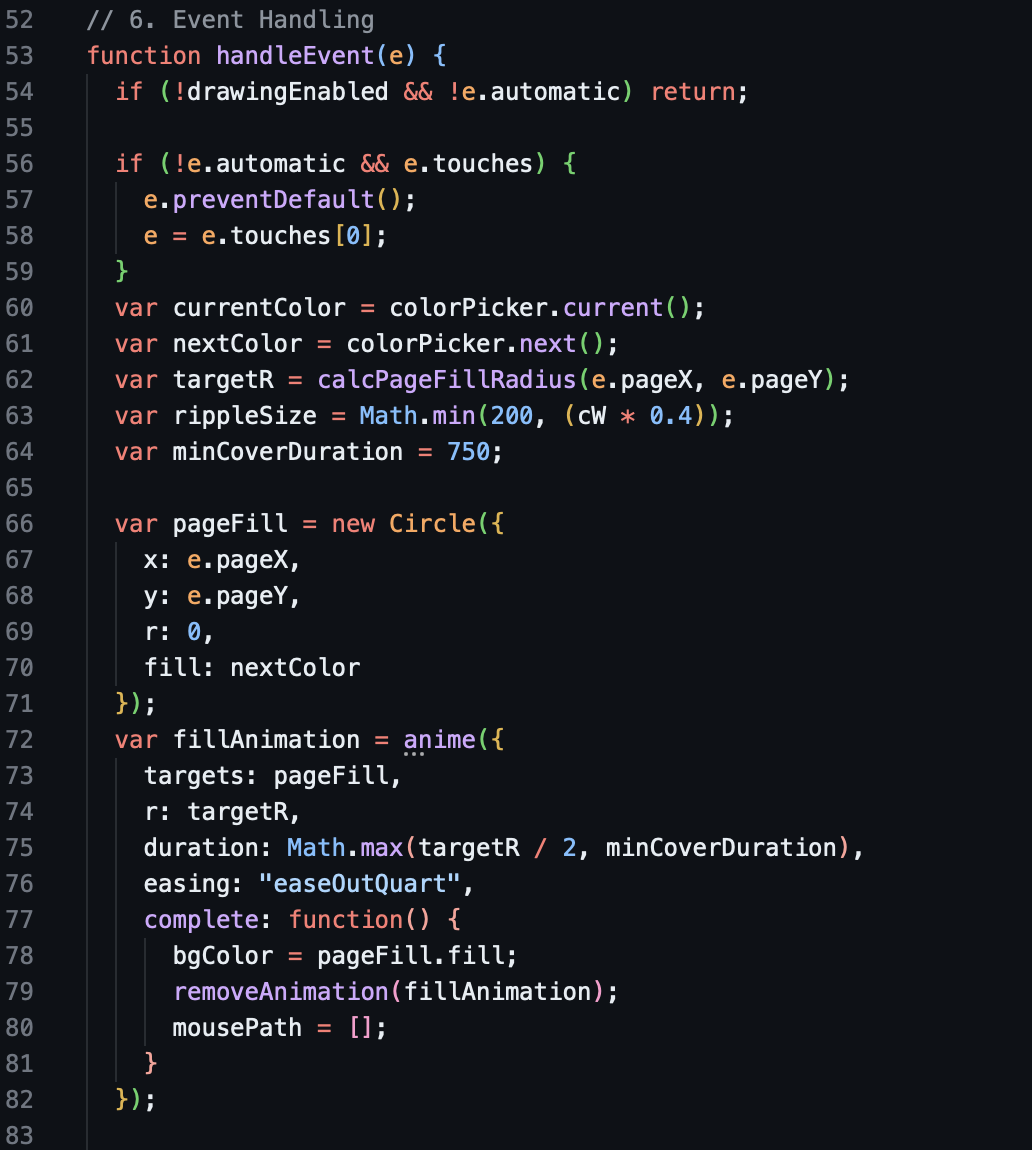 52 // 6. Event Handling
53 function handleEvent(e) {
54   if (!drawingEnabled && !e.automatic) return;
55
56   if (!e.automatic && e.touches) {
57     e.preventDefault();
58     e = e.touches[0];
59   }
60   var currentColor = colorPicker.current();
61   var nextColor = colorPicker.next();
62   var targetR = calcPageFillRadius(e.pageX, e.pageY);
63   var rippleSize = Math.min(200, (cW * 0.4));
64   var minCoverDuration = 750;
65
66   var pageFill = new Circle({
67     x: e.pageX,
68     y: e.pageY,
69     r: 0,
70     fill: nextColor
71   });
72   var fillAnimation = anime({
73     targets: pageFill,
74     r: targetR,
75     duration: Math.max(targetR / 2, minCoverDuration),
76     easing: "easeOutQuart",
77     complete: function() {
78       bgColor = pageFill.fill;
79       removeAnimation(fillAnimation);
80       mousePath = [];
81     }
82   });
83